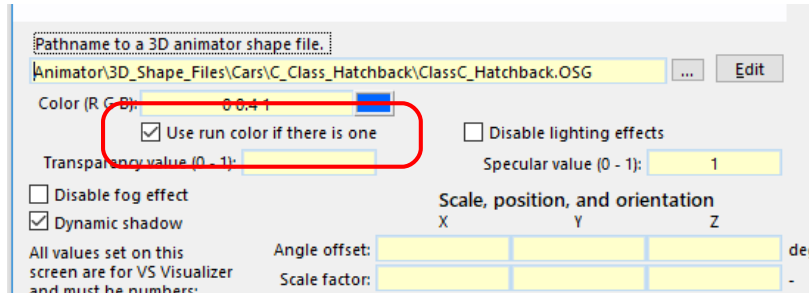 Pathname to a 3D animator shape file.
Animator\3D_Shape_Files\Cars\C_Class_Hatchback\ClassC_Hatchback.OSG ... Edit
Color (R G B): 0 0.4 1
Use run color if there is one Disable lighting effects
Transparency value (0 - 1): Specular value (0 - 1): 1
Disable fog effect
Scale, position, and orientation
Dynamic shadow X Y Z
All values set on this Angle offset:
screen are for VS Visualizer Scale factor: -
and must be numbers: